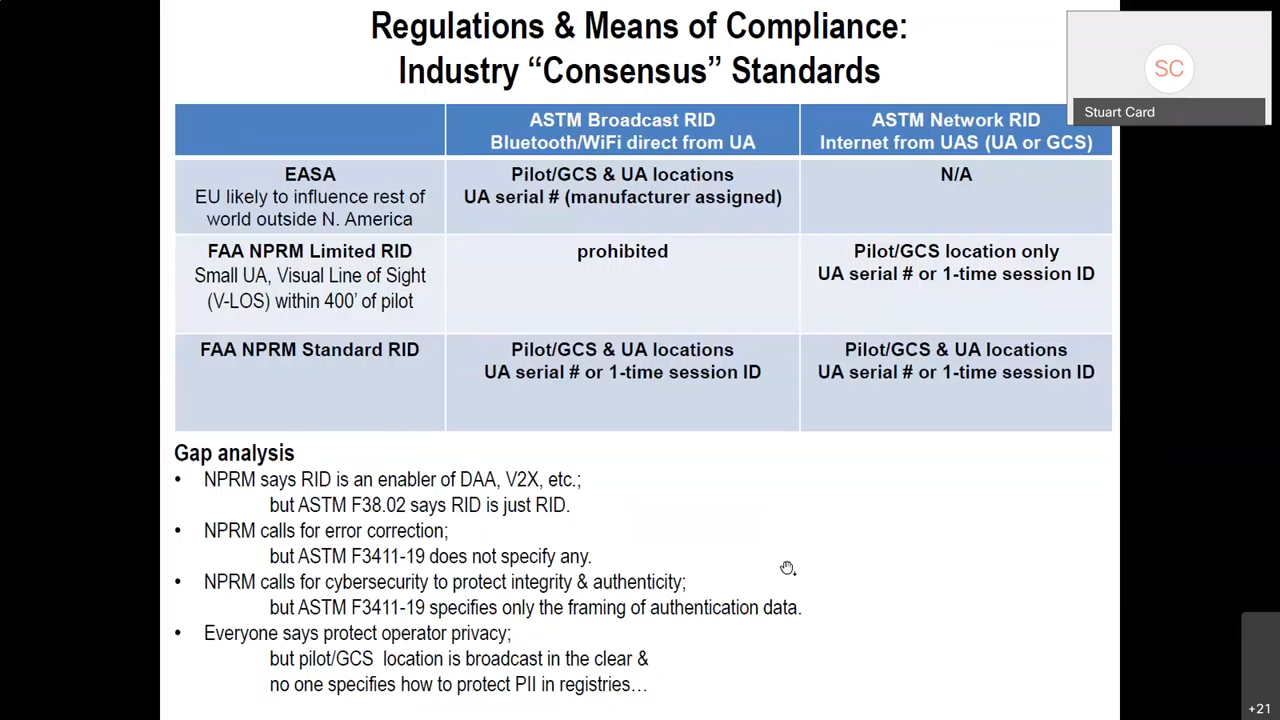 Regulations & Means of Compliance:
Industry “Consensus” Standards
SC
Stuart Card
ASTM Broadcast RID
Bluetooth/WiFi direct from UA
ASTM Network RID
Internet from UAS (UA or GCS)
EASA
EU likely to influence rest of
world outside N. America
Pilot/GCS & UA locations
UA serial # (manufacturer assigned)
N/A
FAA NPRM Limited RID
Small UA, Visual Line of Sight
(V-LOS) within 400’ of pilot
prohibited
Pilot/GCS location only
UA serial # or 1-time session ID
FAA NPRM Standard RID
Pilot/GCS & UA locations
UA serial # or 1-time session ID
Pilot/GCS & UA locations
UA serial # or 1-time session ID
Gap analysis
• NPRM says RID is an enabler of DAA, V2X, etc.;
but ASTM F38.02 says RID is just RID.
• NPRM calls for error correction;
but ASTM F3411-19 does not specify any.
• NPRM calls for cybersecurity to protect integrity & authenticity;
but ASTM F3411-19 specifies only the framing of authentication data.
• Everyone says protect operator privacy;
but pilot/GCS location is broadcast in the clear &
no one specifies how to protect PII in registries…
+21